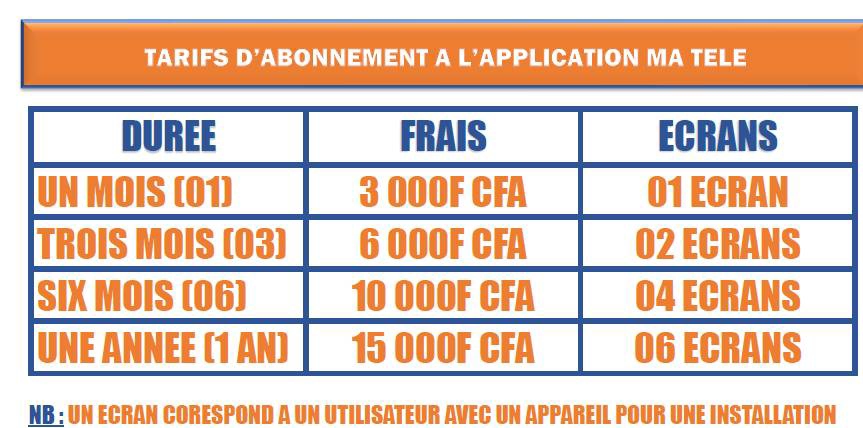 TARIFS D'ABONNEMENT A L'APPLICATION MA TELE
DUREE FRAIS ECRANS
UN MOIS (01) 3 000F CFA 01 ECRAN
TROIS MOIS (03) 6 000F CFA 02 ECRANS
SIX MOIS (06) 10 000F CFA 04 ECRANS
UNE ANNEE (1 AN) 15 000F CFA 06 ECRANS
NB : UN ECRAN CORESPOND A UN UTILISATEUR AVEC UN APPAREIL POUR UNE INSTALLATION